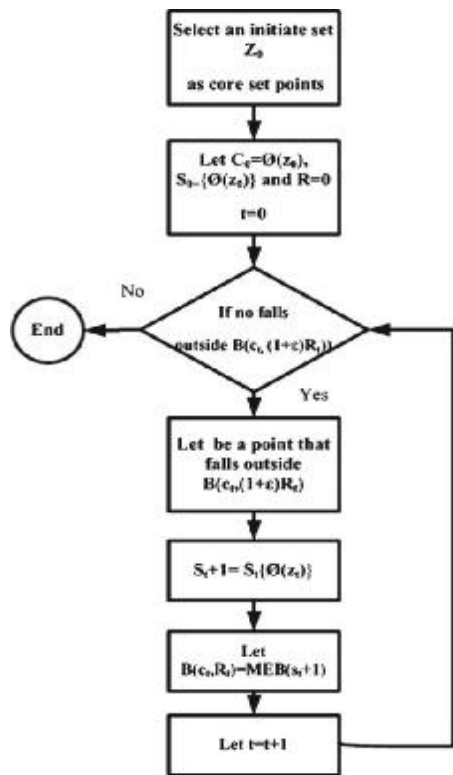 Select an initiate set
Z₀
as core set points
Let C₀=Ø(z₀),
S₀={Ø(z₀)} and R=0
t=0
No
If no falls
End
outside B(cₜ, (1+ε)Rₜ))
Yes
Let be a point that
falls outside
B(cₜ,(1+ε)Rₜ)
Sₜ+1= Sₜ{Ø(zₜ)}
Let
B(cₜ,Rₜ)=MEB(sₜ+1)
Let t=t+1